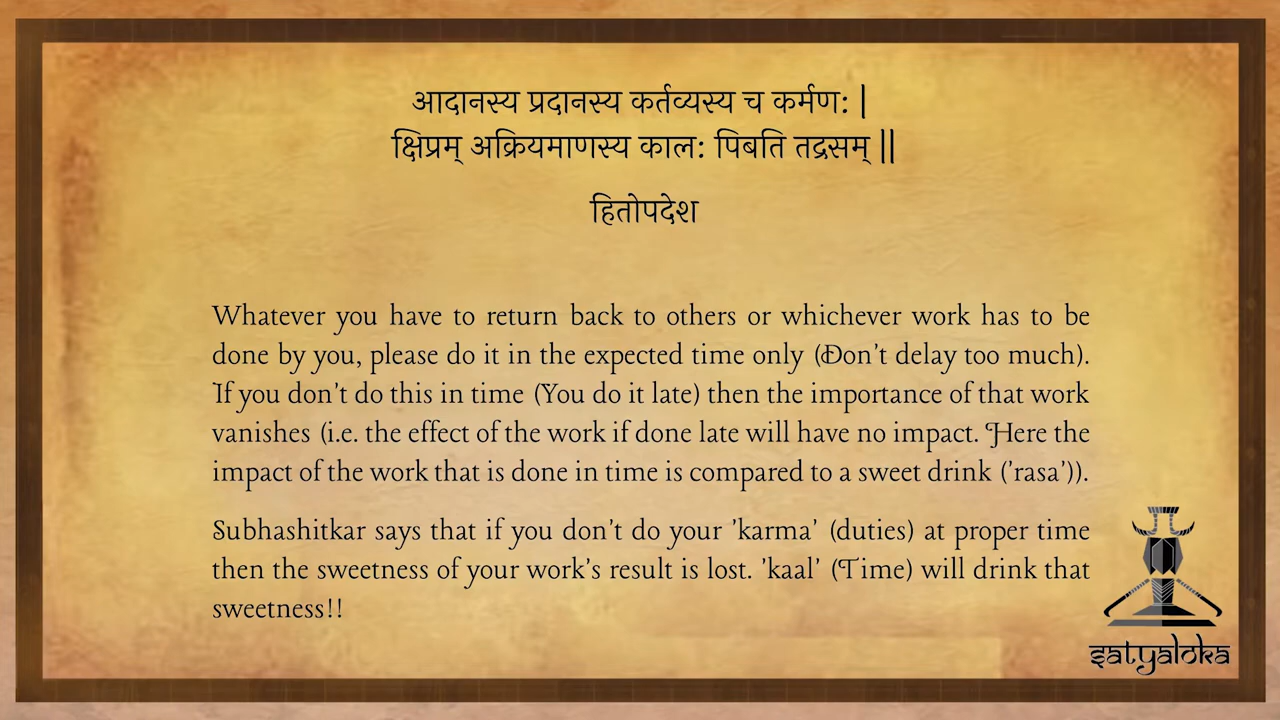 आदानस्य प्रदानस्य कर्तव्यस्य च कर्मण: |
क्षिप्रम् अक्रियमाणस्य काल: पिबति तद्रसम् ||
हितोपदेश
Whatever you have to return back to others or whichever work has to be
done by you, please do it in the expected time only (Don't delay too much).
If you don't do this in time (You do it late) then the importance of that work
vanishes (i.e. the effect of the work if done late will have no impact. Here the
impact of the work that is done in time is compared to a sweet drink ('rasa')).
Subhashitkar says that if you don't do your 'karma' (duties) at proper time
then the sweetness of your work's result is lost. 'kaal' (Time) will drink that
sweetness!!
satyaloka